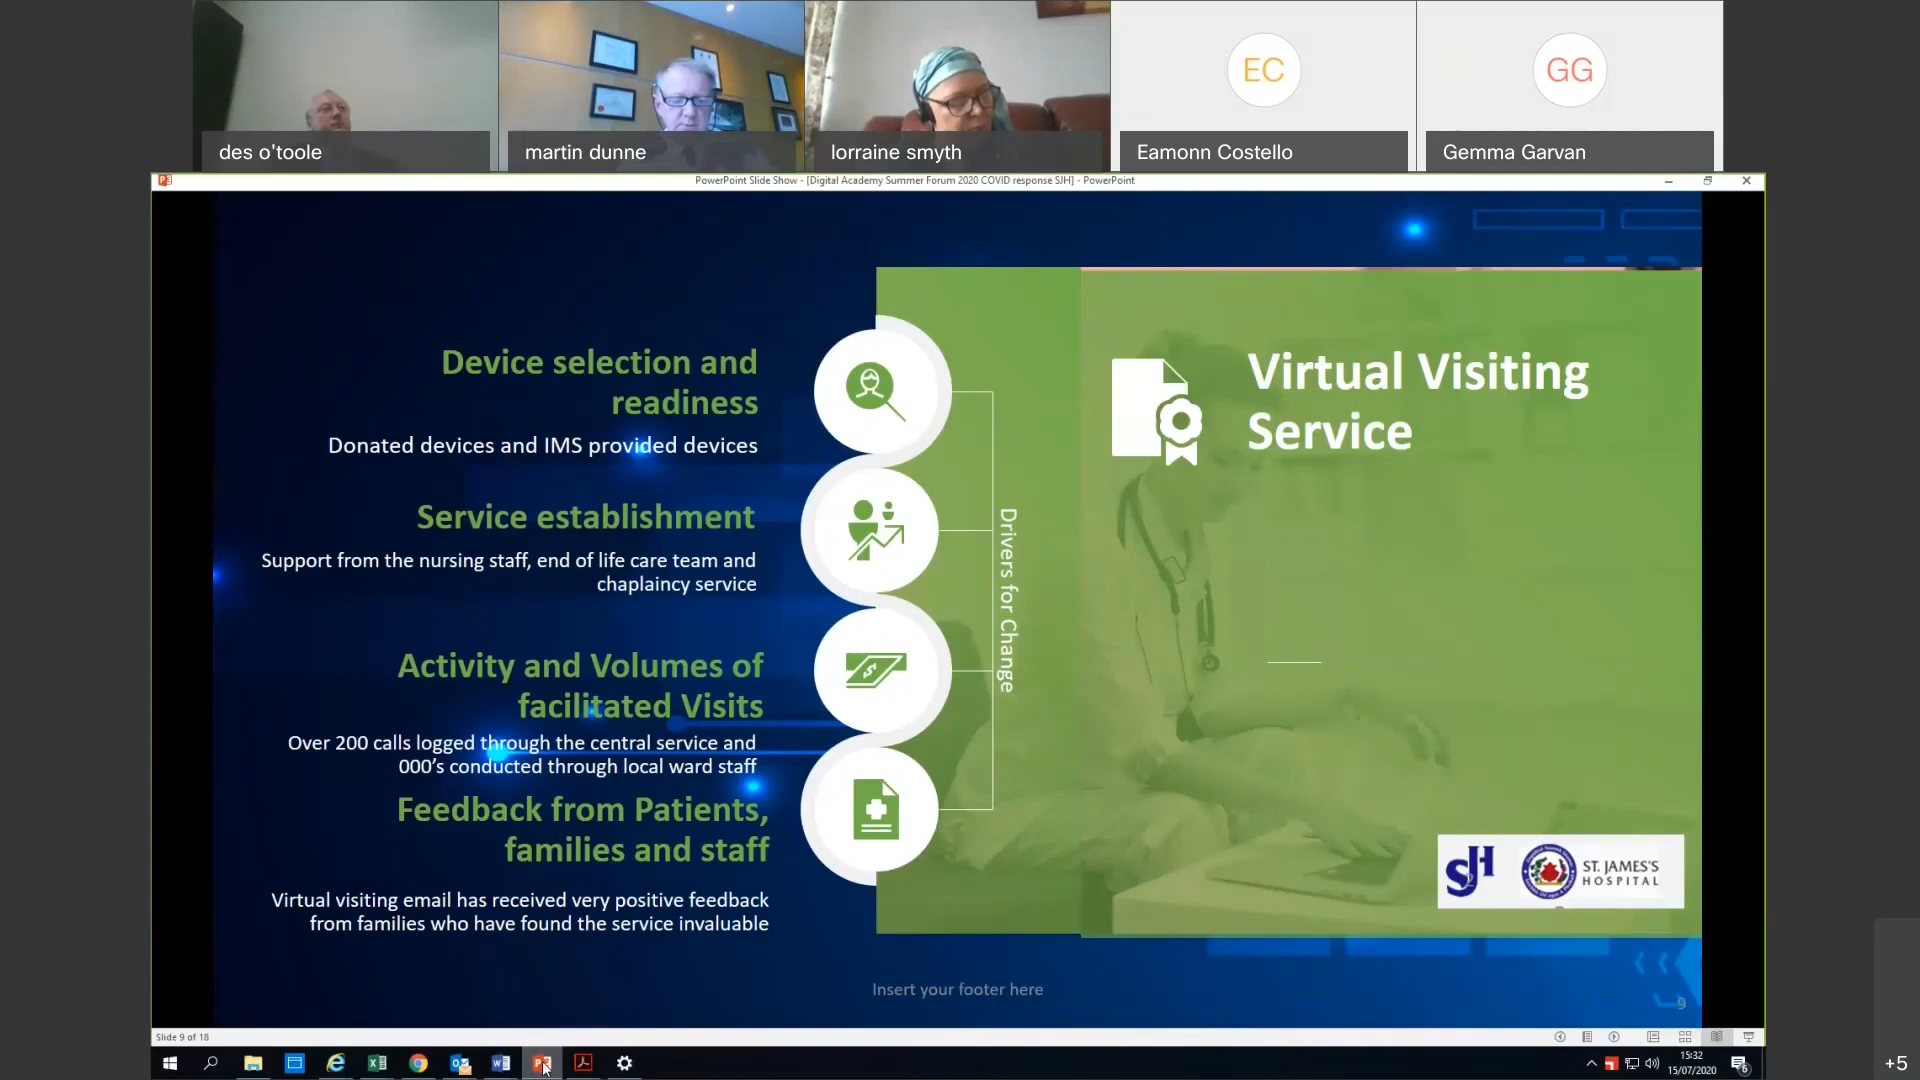 EC
GG
des o'toole
martin dunne
lorraine smyth
Eamonn Costello
Gemma Garvan
PowerPoint Slide Show - [Digital Academy Summer Forum 2020 COVID response SJH] - PowerPoint
Device selection and
readiness
Donated devices and IMS provided devices
Service establishment
Support from the nursing staff, end of life care team and
chaplaincy service
Activity and Volumes of
facilitated Visits
Over 200 calls logged through the central service and
000's conducted through local ward staff
Feedback from Patients,
families and staff
Virtual visiting email has received very positive feedback
from families who have found the service invaluable
Drivers for Change
Virtual Visiting
Service
SJH
ST. JAMES'S
HOSPITAL
Insert your footer here
9
Slide 9 of 18
15:32
15/07/2020
6
+5